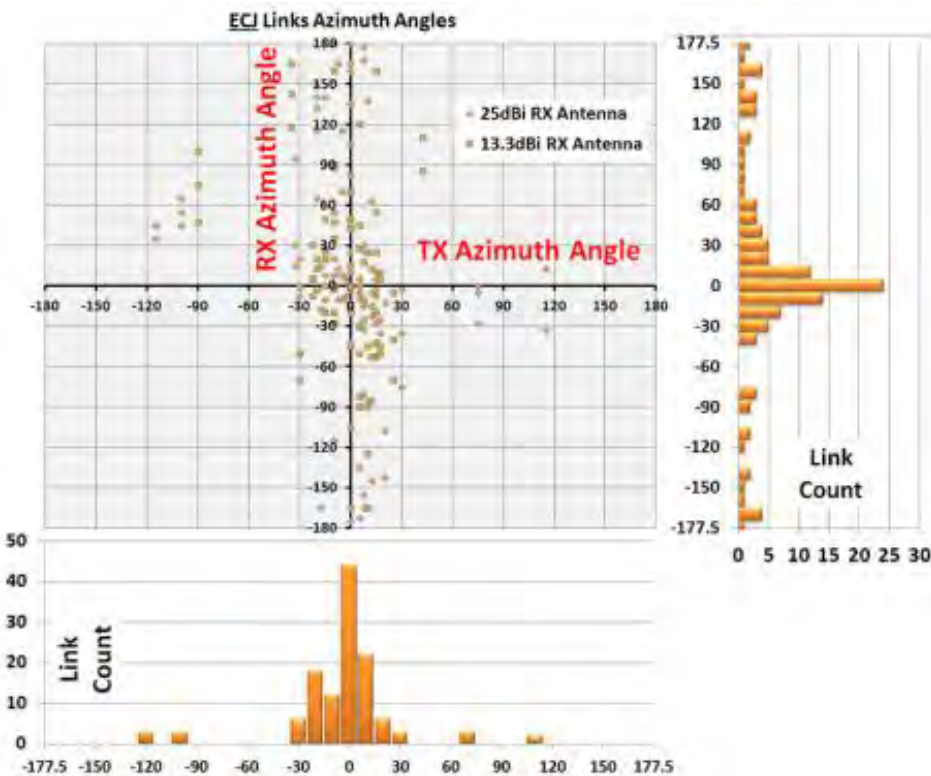 ECJ Links Azimuth Angles
180
150
120
90
60
30
0
-30
-60
-90
-120
-150
-180
-180 -150 -120 -90 -60 -30 0 30 60 90 120 150 180
RX Azimuth Angle
TX Azimuth Angle
25dBi RX Antenna
13.3dBi RX Antenna
177.5
150
120
90
60
30
0
-30
-60
-90
-120
-150
-177.5
Link
Count
0 5 10 15 20 25 30
50
40
30
20
10
0
Link
Count
-177.5 -150 -120 -90 -60 -30 0 30 60 90 120 150 177.5